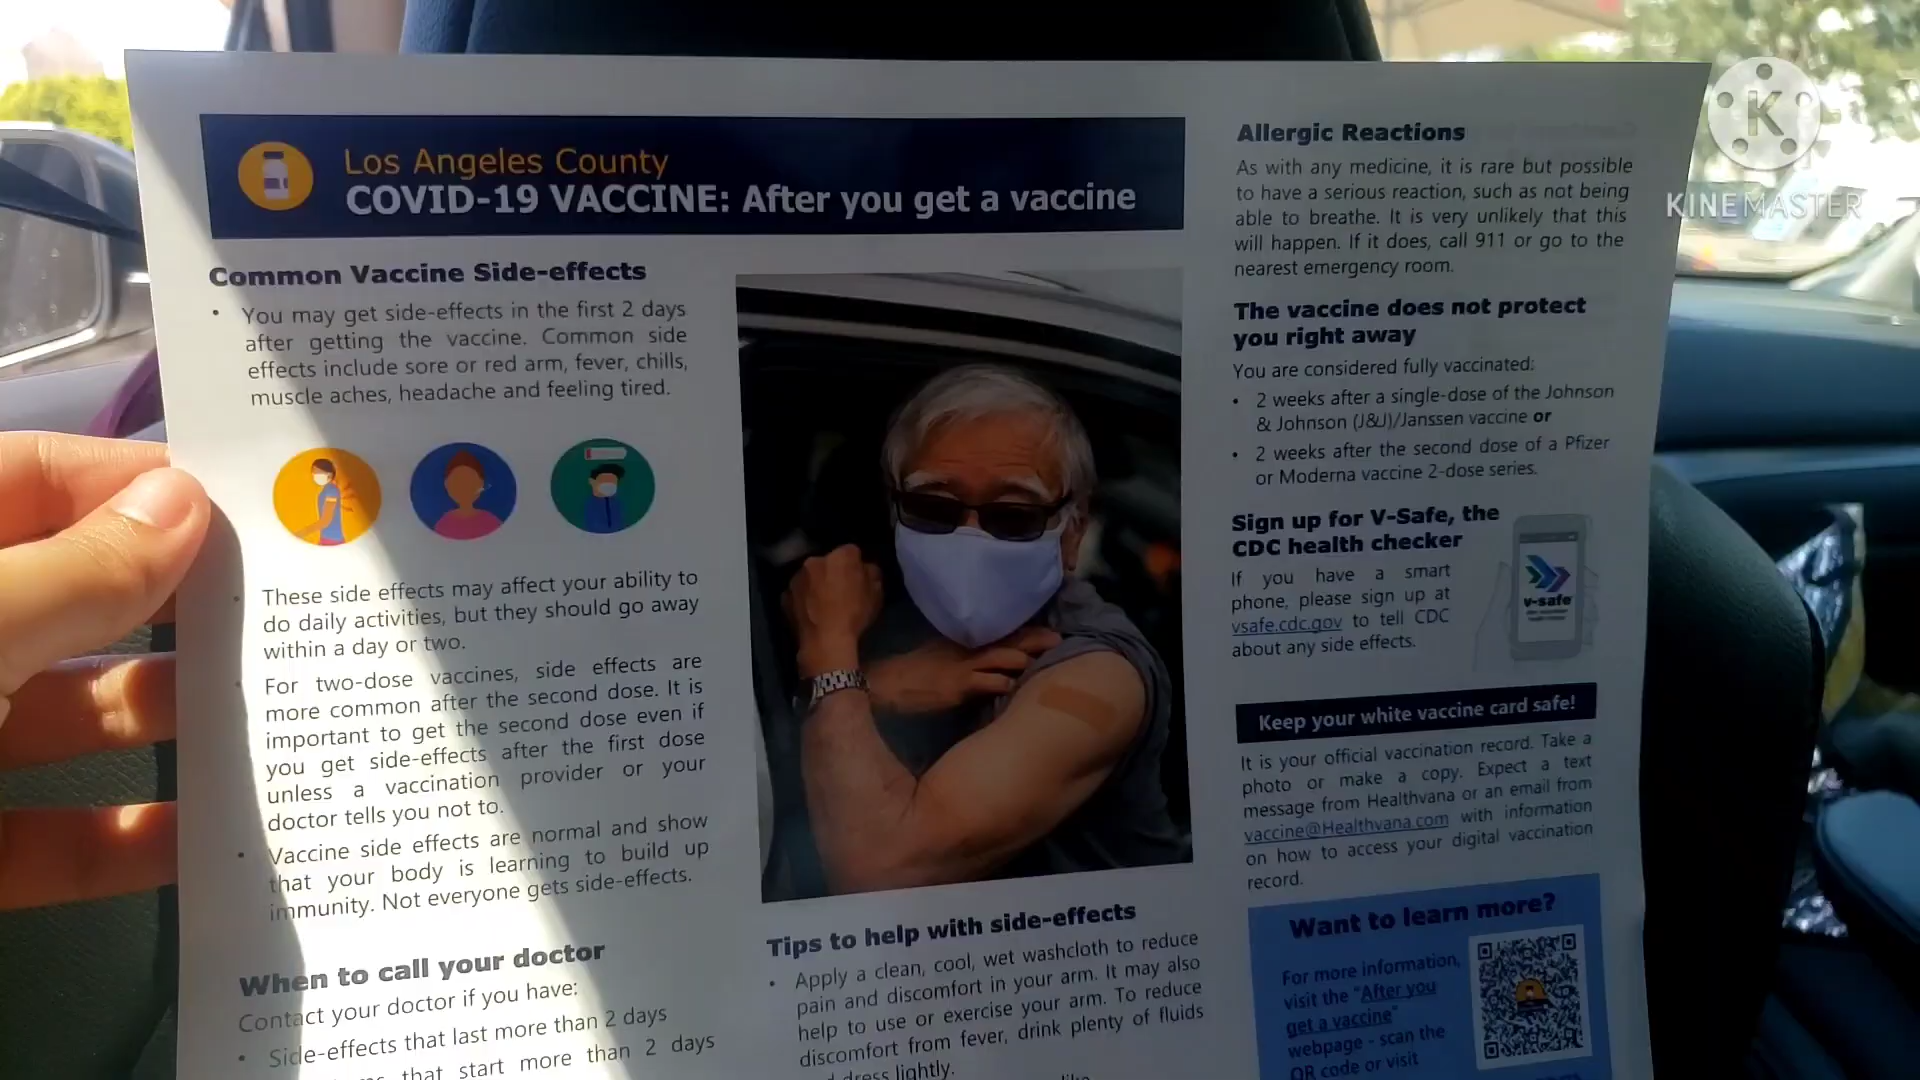 Los Angeles County
COVID-19 VACCINE: After you get a vaccine
Common Vaccine Side-effects
• You may get side-effects in the first 2 days
after getting the vaccine. Common side
effects include sore or red arm, fever, chills,
muscle aches, headache and feeling tired.
• These side effects may affect your ability to
do daily activities, but they should go away
within a day or two.
• For two-dose vaccines, side effects are
more common after the second dose. It is
important to get the second dose even if
you get side-effects after the first dose
unless a vaccination provider or your
doctor tells you not to.
• Vaccine side effects are normal and show
that your body is learning to build up
immunity. Not everyone gets side-effects.
When to call your doctor
Contact your doctor if you have:
• Side-effects that last more than 2 days
that start more than 2 days
Tips to help with side-effects
• Apply a clean, cool, wet washcloth to reduce
pain and discomfort in your arm. It may also
help to use or exercise your arm. To reduce
discomfort from fever, drink plenty of fluids
dress lightly.
like
Allergic Reactions
As with any medicine, it is rare but possible
to have a serious reaction, such as not being
able to breathe. It is very unlikely that this
will happen. If it does, call 911 or go to the
nearest emergency room.
The vaccine does not protect
you right away
You are considered fully vaccinated:
• 2 weeks after a single-dose of the Johnson
& Johnson (J&J)/Janssen vaccine or
• 2 weeks after the second dose of a Pfizer
or Moderna vaccine 2-dose series.
Sign up for V-Safe, the
CDC health checker
If you have a smart
phone, please sign up at
vsafe.cdc.gov to tell CDC
about any side effects.
v-safe
Keep your white vaccine card safe!
It is your official vaccination record. Take a
photo or make a copy. Expect a text
message from Healthvana or an email from
vaccine@Healthvana.com with information
on how to access your digital vaccination
record.
Want to learn more?
For more information,
visit the "After you
get a vaccine"
webpage - scan the
QR code or visit
K
KINEMASTER